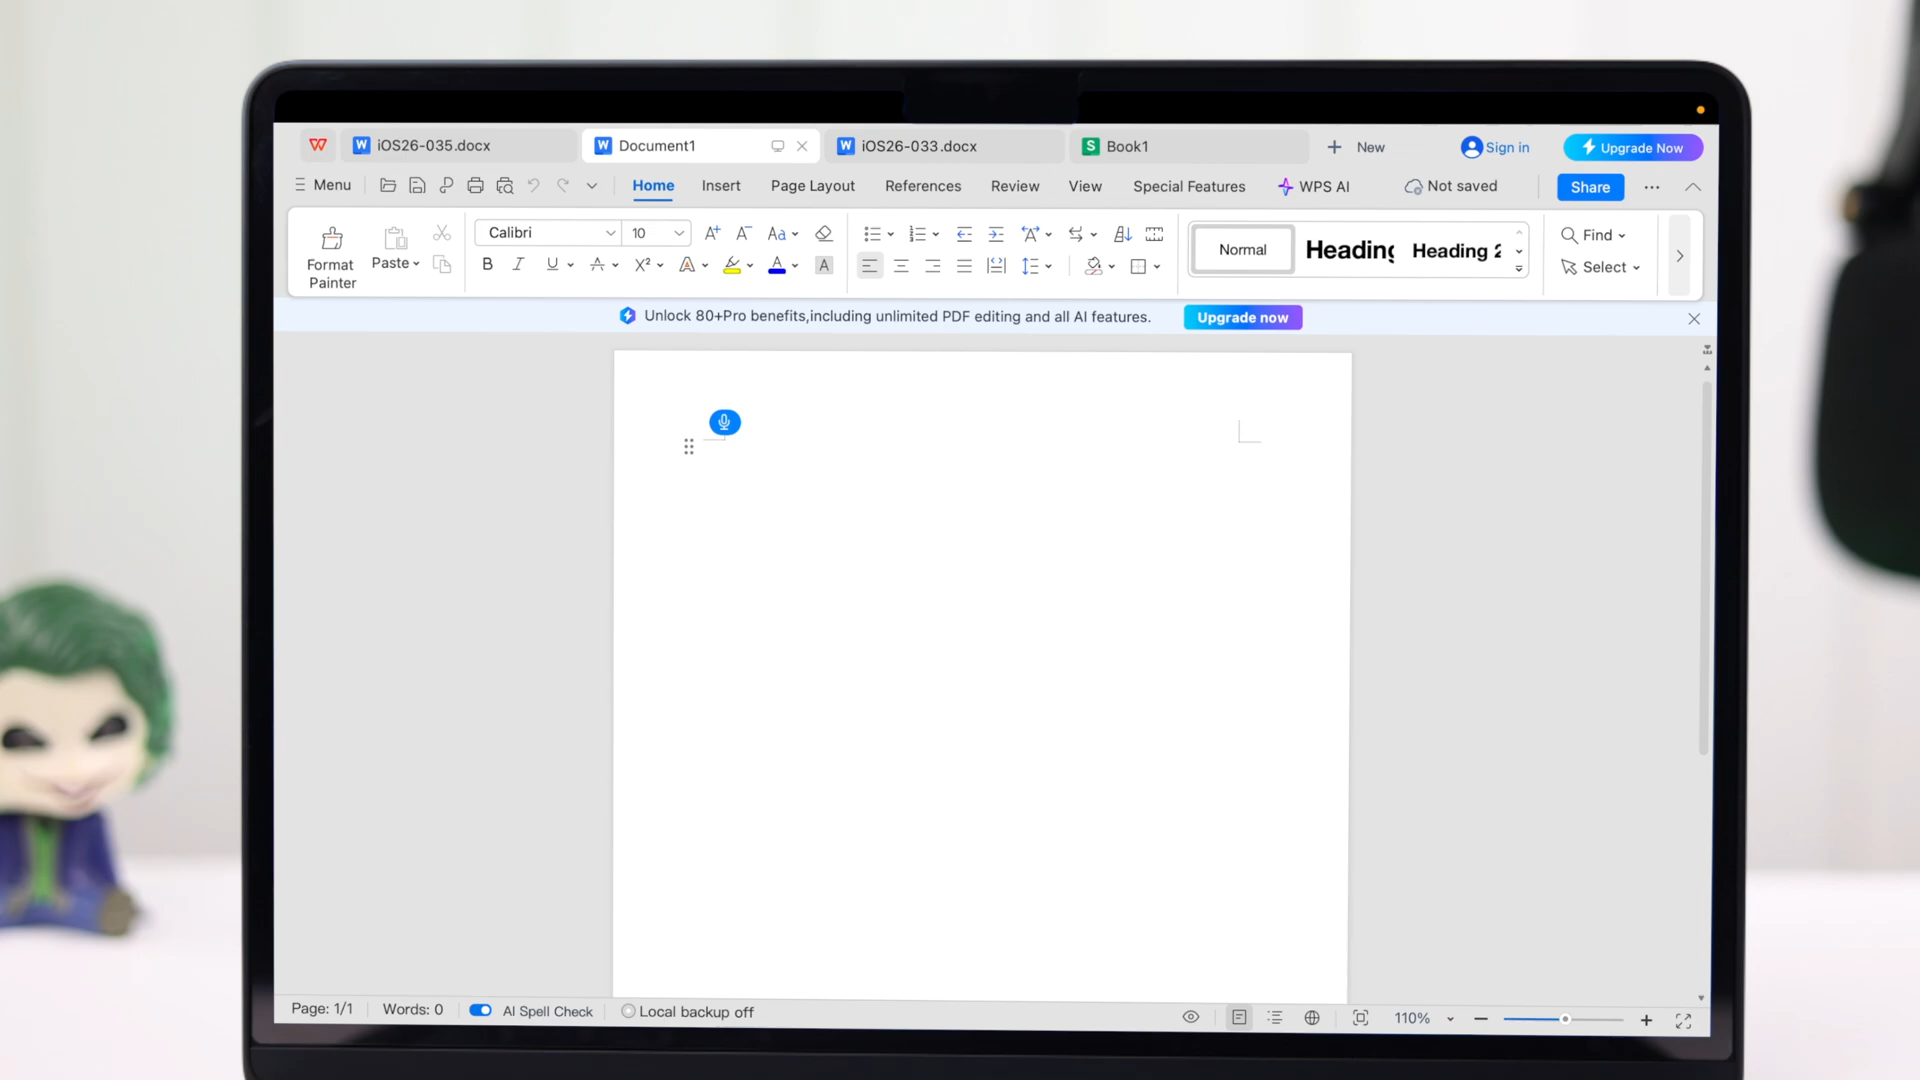 iOS26-035.docx Document1 iOS26-033.docx Book1 New Sign in Upgrade Now
Menu Home Insert Page Layout References Review View Special Features WPS AI Not saved Share
Format Painter
Paste
Calibri 10
Normal Heading Heading 2
Find
Select
Unlock 80+Pro benefits,including unlimited PDF editing and all AI features. Upgrade now
Page: 1/1 Words: 0 AI Spell Check Local backup off 110%